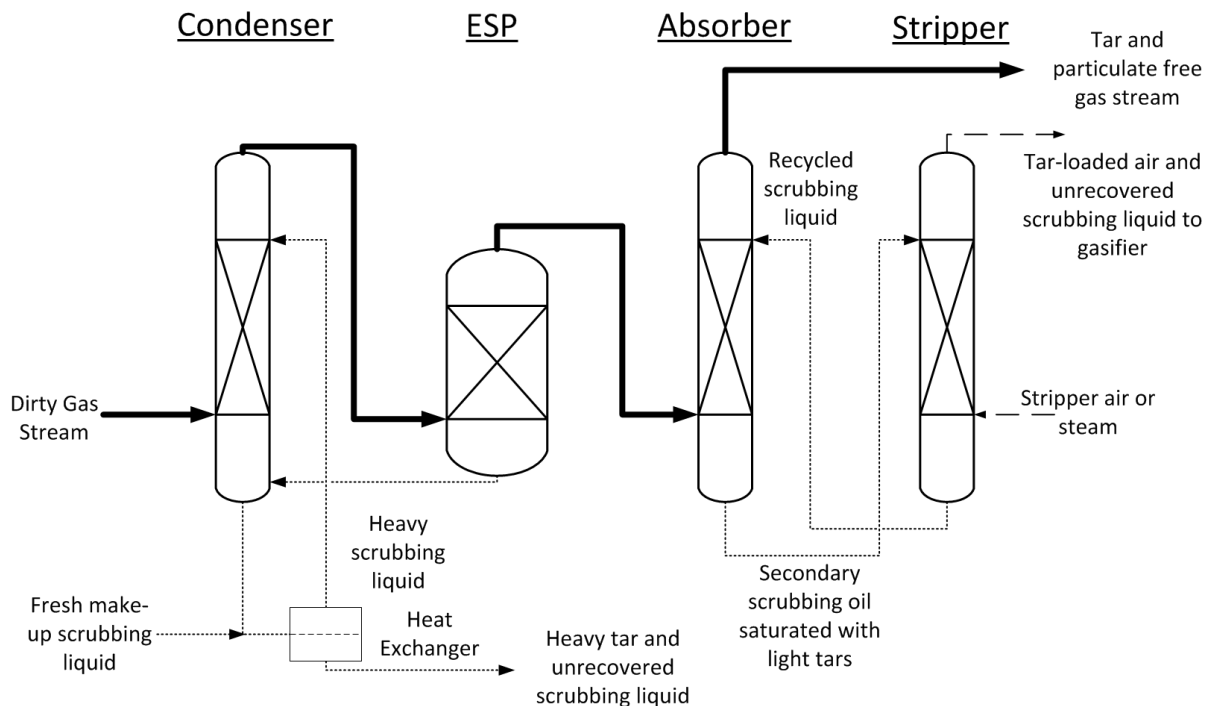 Condenser
ESP
Absorber
Stripper
Tar and
particulate free
gas stream
Recycled
scrubbing
liquid
Tar-loaded air and
unrecovered
scrubbing liquid to
gasifier
Dirty Gas
Stream
Stripper air or
steam
Heavy
scrubbing
liquid
Fresh make-
up scrubbing
liquid
Heat
Exchanger
Heavy tar and
unrecovered
scrubbing liquid
Secondary
scrubbing oil
saturated with
light tars